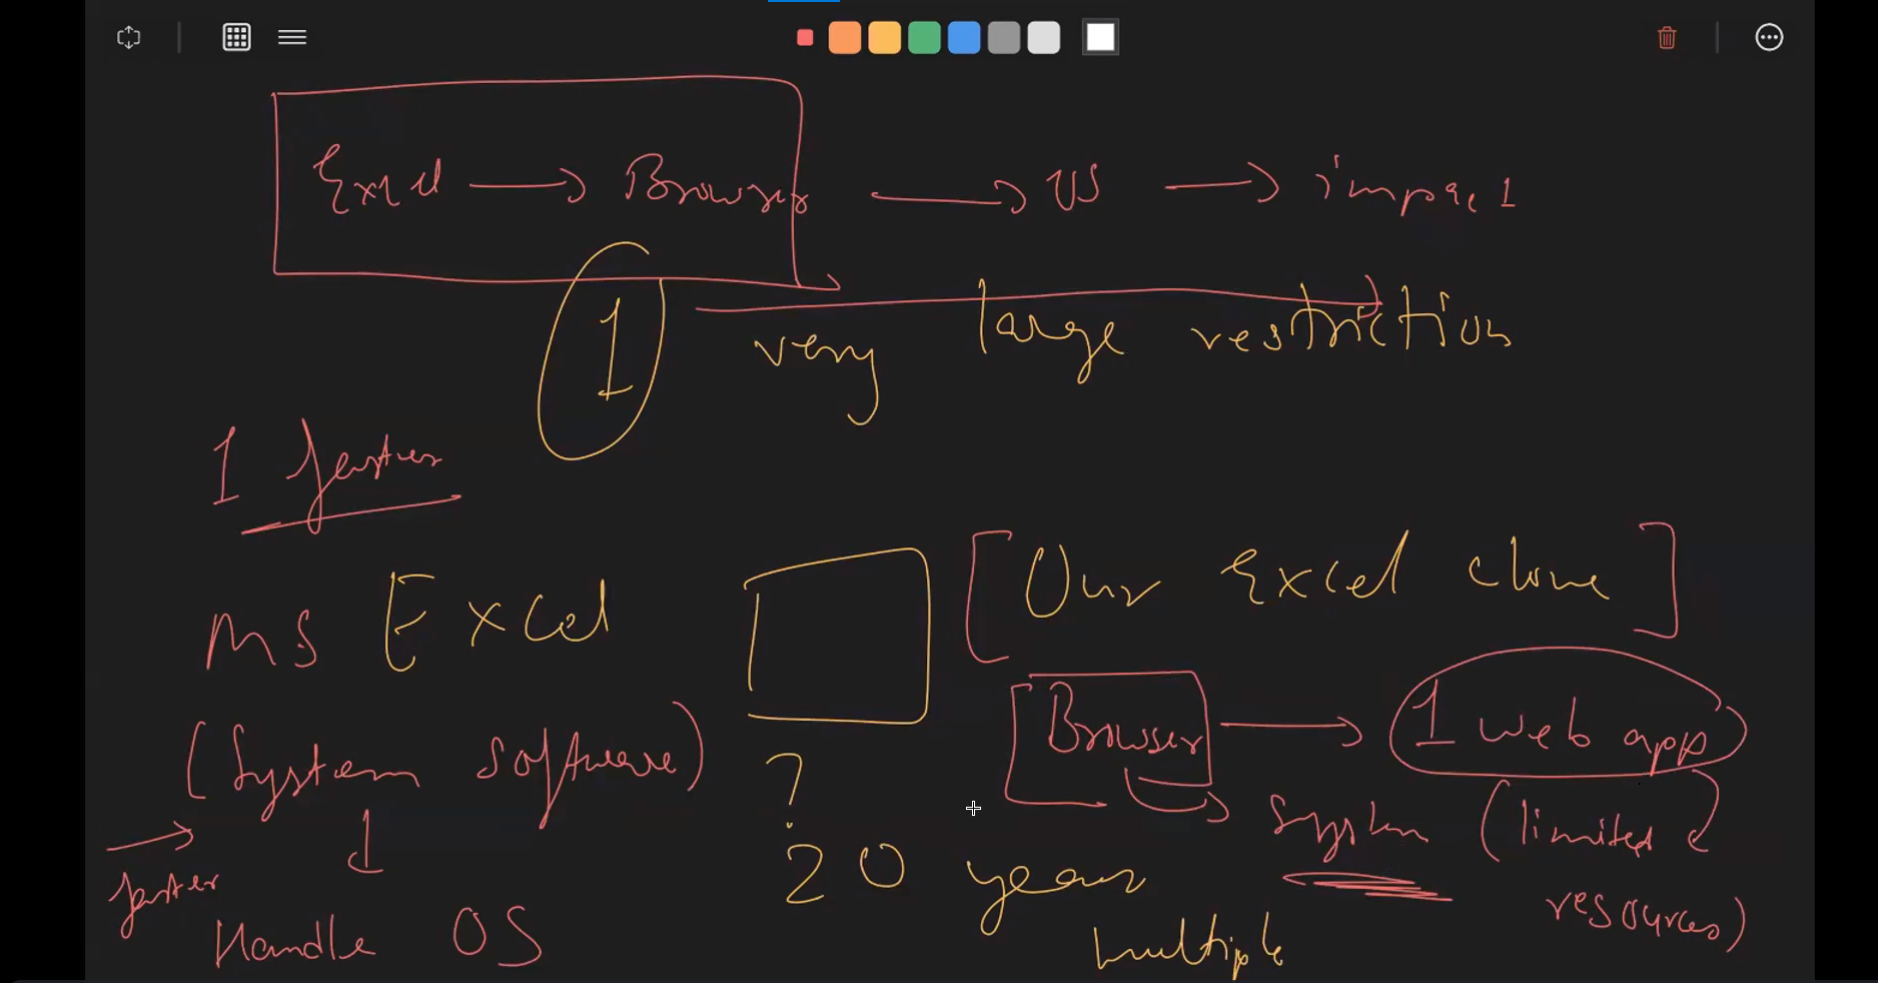 Excel → Browser → US → impact
1 very large restriction
1 faster
MS Excel [Our Excel clone]
(System Software) Browser → 1 web app
? System (limited
→ faster 20 years resources)
Handle OS multiple